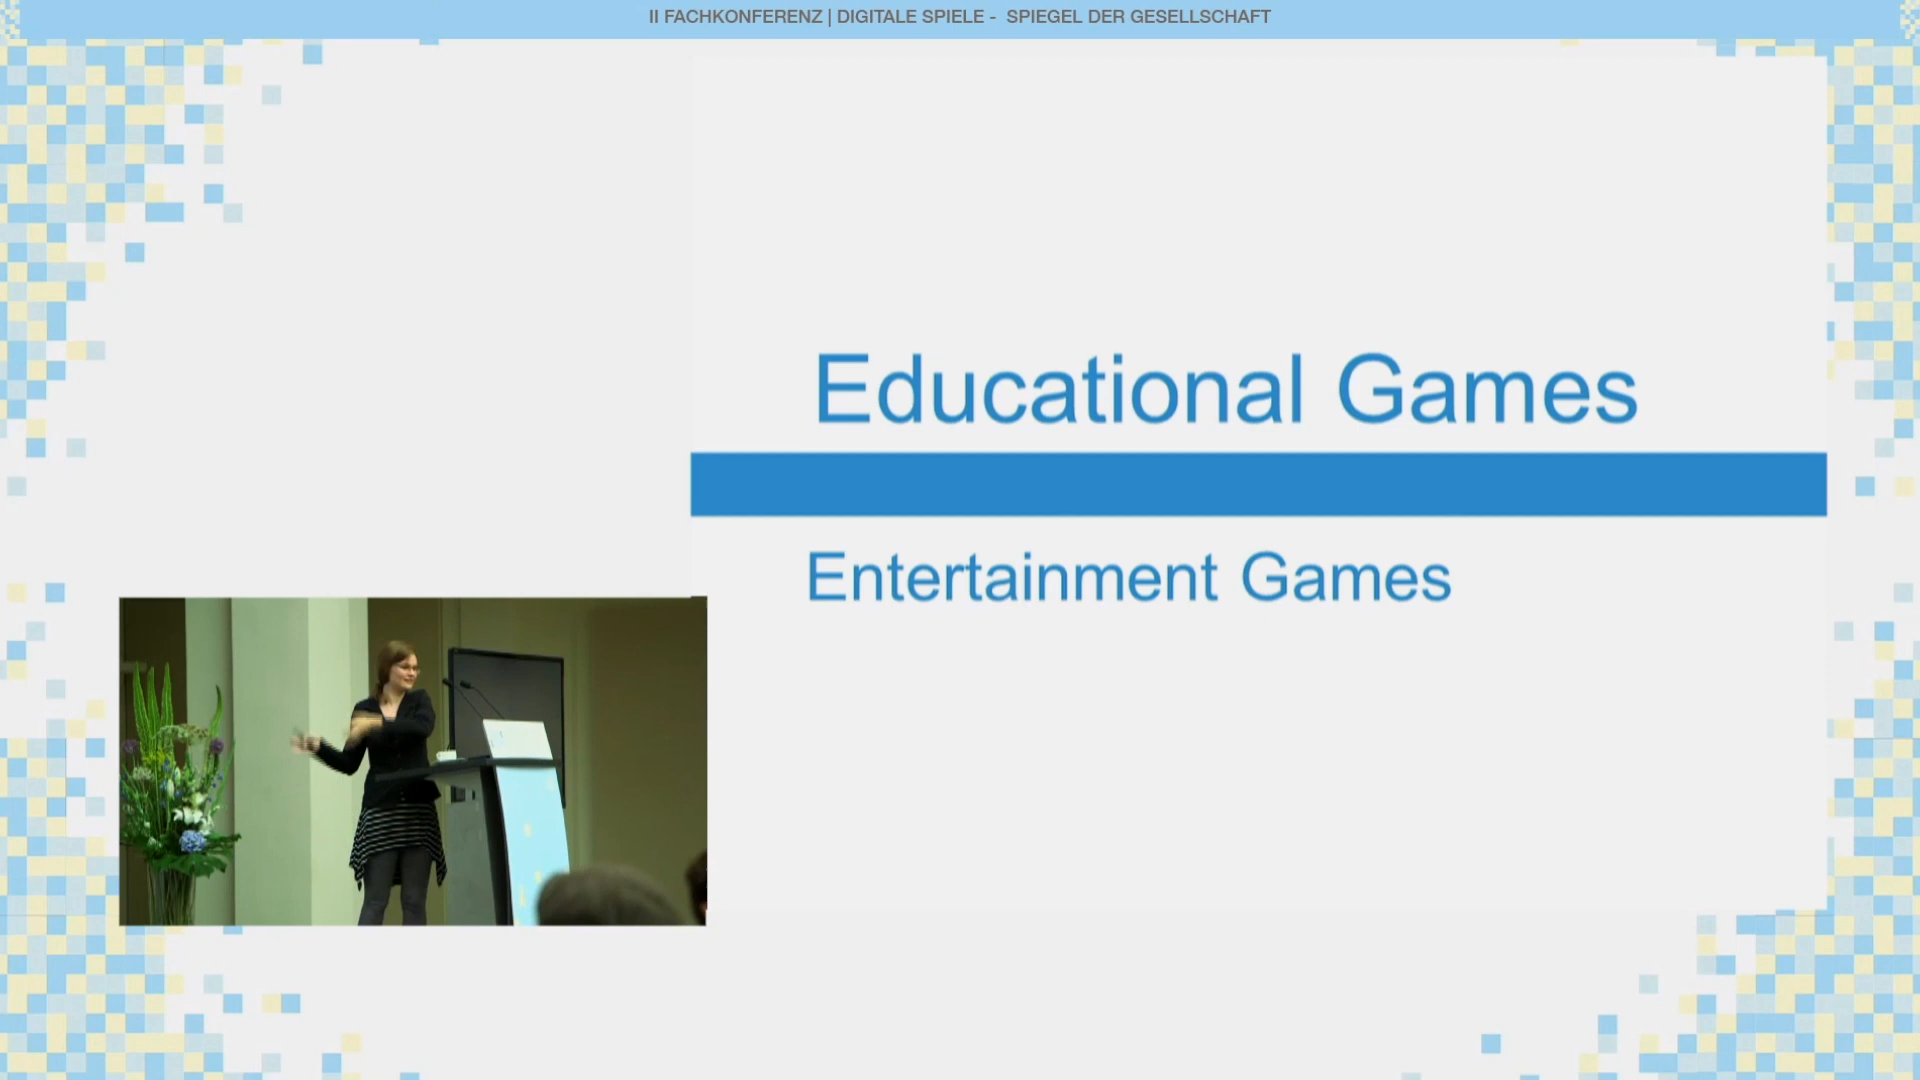 II FACHKONFERENZ | DIGITALE SPIELE - SPIEGEL DER GESELLSCHAFT
Educational Games
Entertainment Games